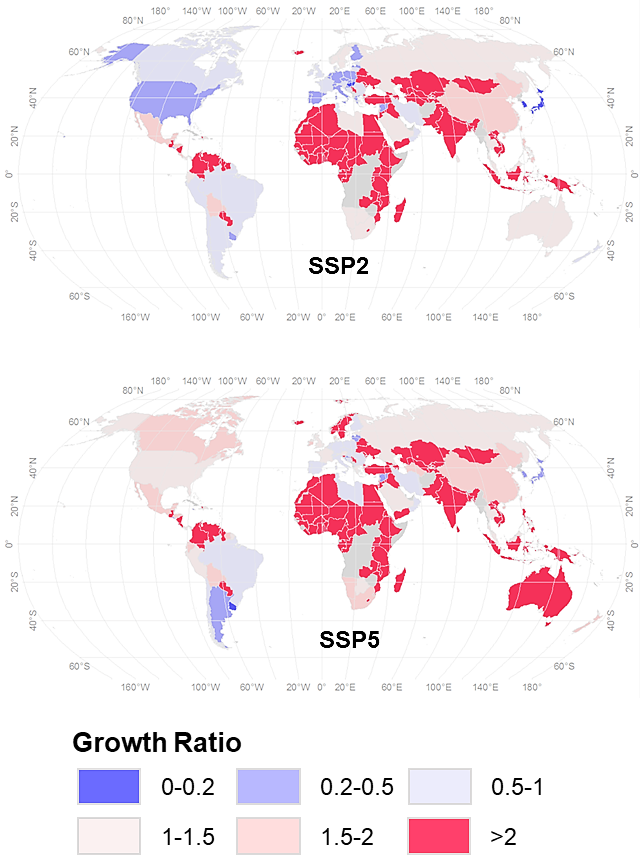 180° 140°W 100°W 60°W 20°W 20°E 60°E 100°E 140°E 180°
80°N 80°N
60°N 60°N
40°N 40°N
20°N 20°N
0° 0°
20°S 20°S
40°S 40°S
SSP2
60°S 60°S
160°W 100°W 60°W 20°W 0° 20°E 60°E 100°E 140°E 180°
180° 140°W 100°W 60°W 20°W 20°E 60°E 100°E 140°E 180°
80°N 80°N
60°N 60°N
40°N 40°N
20°N 20°N
0° 0°
20°S 20°S
40°S 40°S
SSP5
60°S 60°S
160°W 100°W 60°W 20°W 0° 20°E 60°E 100°E 140°E 180°
Growth Ratio
0-0.2 0.2-0.5 0.5-1
1-1.5 1.5-2 >2